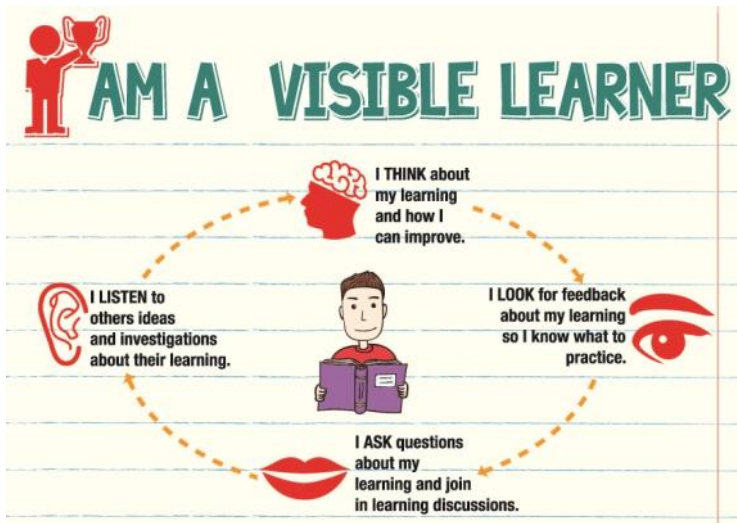 AM A VISIBLE LEARNER
I THINK about
my learning
and how I
can improve.
I LOOK for feedback
about my learning
so I know what to
practice.
I ASK questions
about my
learning and join
in learning discussions.
I LISTEN to
others ideas
and investigations
about their learning.